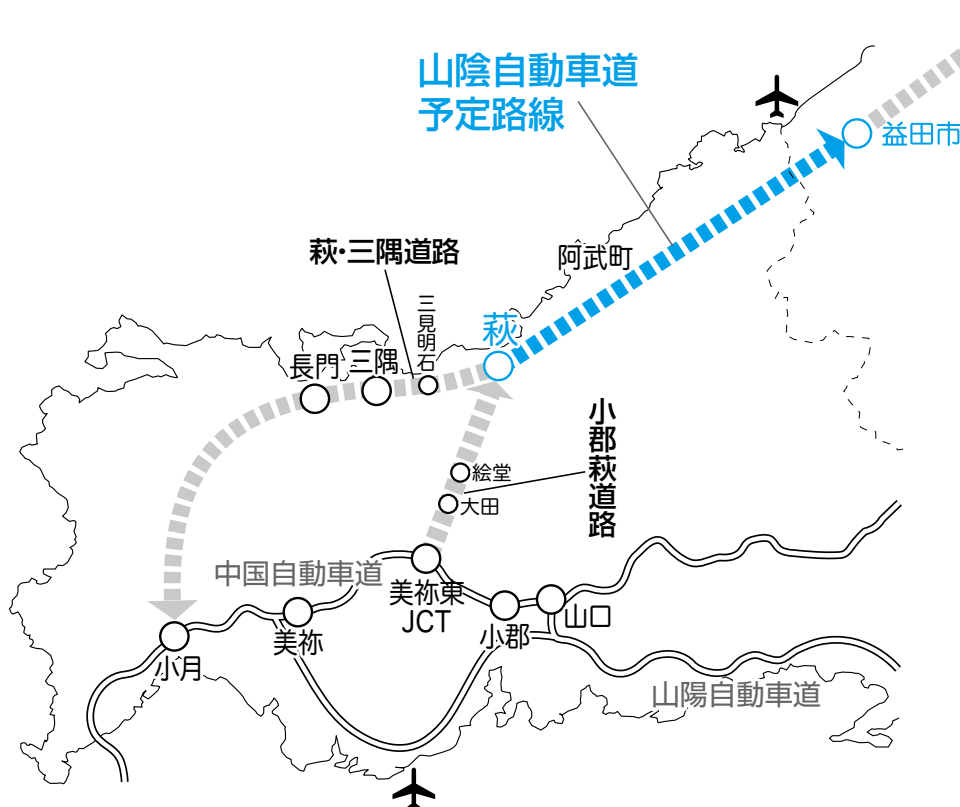 山陰自動車道
予定路線
益田市
阿武町
萩・三隅道路
三見明石
萩
長門
三隅
小郡萩道路
絵堂
大田
中国自動車道
美祢東
JCT
美祢
小郡
山口
小月
山陽自動車道